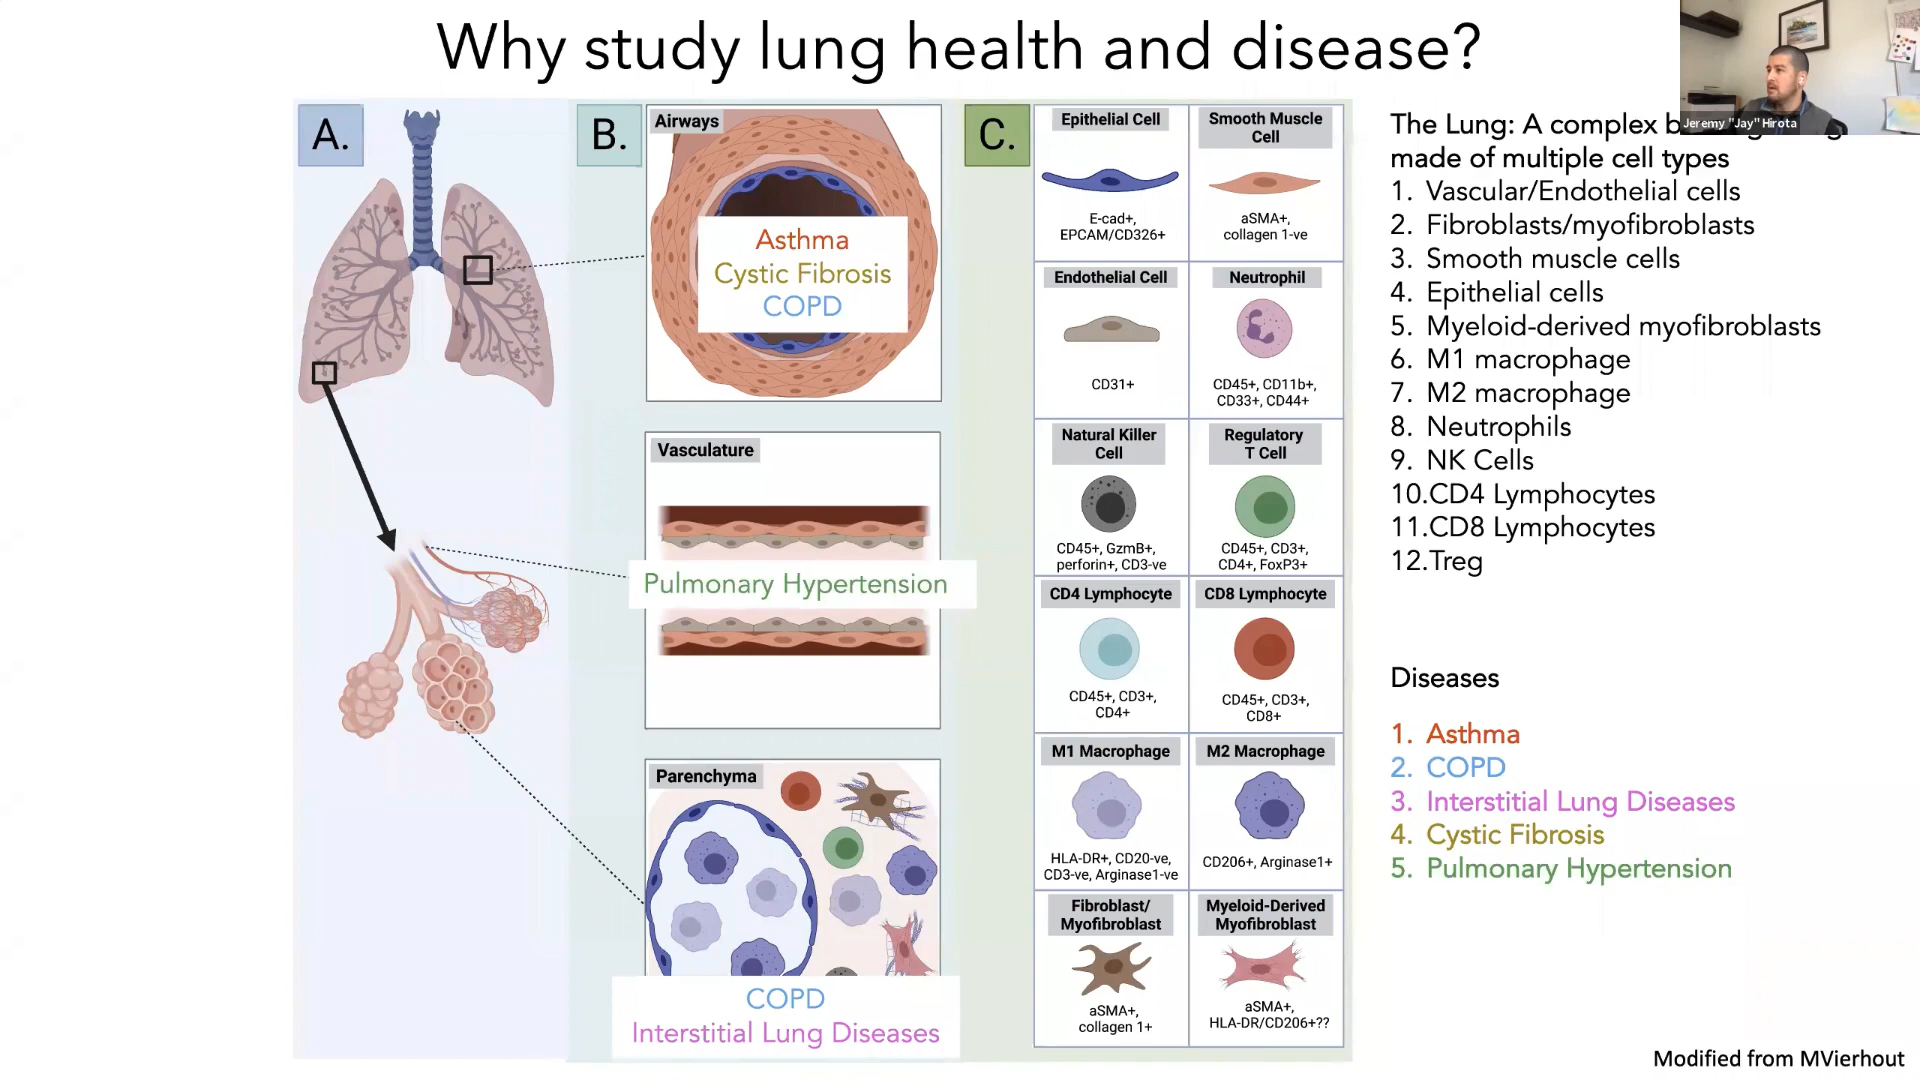 Why study lung health and disease?
A.
B.
Airways
Asthma
Cystic Fibrosis
COPD
Vasculature
Pulmonary Hypertension
Parenchyma
COPD
Interstitial Lung Diseases
C.
Epithelial Cell
E-cad+,
EPCAM/CD326+
Smooth Muscle
Cell
aSMA+,
collagen 1-ve
Endothelial Cell
CD31+
Neutrophil
CD45+, CD11b+,
CD33+, CD44+
Natural Killer
Cell
CD45+, GzmB+,
perforin+, CD3-ve
Regulatory
T Cell
CD45+, CD3+,
CD4+, FoxP3+
CD4 Lymphocyte
CD45+, CD3+,
CD4+
CD8 Lymphocyte
CD45+, CD3+,
CD8+
M1 Macrophage
HLA-DR+, CD20-ve,
CD3-ve, Arginase1-ve
M2 Macrophage
CD206+, Arginase1+
Fibroblast/
Myofibroblast
aSMA+,
collagen 1+
Myeloid-Derived
Myofibroblast
aSMA+,
HLA-DR/CD206+??
Jeremy "Jay" Hirota
The Lung: A complex
made of multiple cell types
1. Vascular/Endothelial cells
2. Fibroblasts/myofibroblasts
3. Smooth muscle cells
4. Epithelial cells
5. Myeloid-derived myofibroblasts
6. M1 macrophage
7. M2 macrophage
8. Neutrophils
9. NK Cells
10.CD4 Lymphocytes
11.CD8 Lymphocytes
12.Treg
Diseases
1. Asthma
2. COPD
3. Interstitial Lung Diseases
4. Cystic Fibrosis
5. Pulmonary Hypertension
Modified from MVierhout